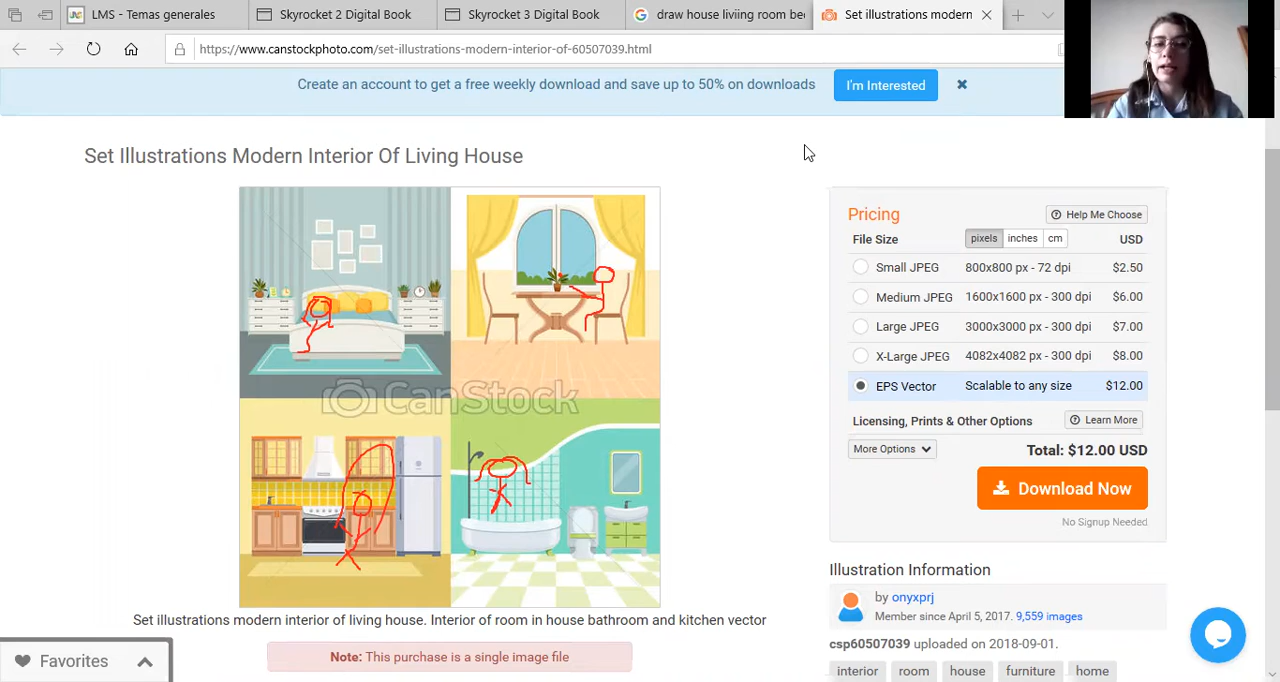 LMS - Temas generales
Skyrocket 2 Digital Book
Skyrocket 3 Digital Book
draw house liviing room bec
Set illustrations modern
https://www.canstockphoto.com/set-illustrations-modern-interior-of-60507039.html
Create an account to get a free weekly download and save up to 50% on downloads
I'm Interested
Set Illustrations Modern Interior Of Living House
CanStock
Set illustrations modern interior of living house. Interior of room in house bathroom and kitchen vector
Note: This purchase is a single image file
Favorites
Pricing
Help Me Choose
File Size pixels inches cm USD
Small JPEG 800x800 px - 72 dpi $2.50
Medium JPEG 1600x1600 px - 300 dpi $6.00
Large JPEG 3000x3000 px - 300 dpi $7.00
X-Large JPEG 4082x4082 px - 300 dpi $8.00
EPS Vector Scalable to any size $12.00
Licensing, Prints & Other Options Learn More
More Options Total: $12.00 USD
Download Now
No Signup Needed
Illustration Information
by onyxprj
Member since April 5, 2017. 9,559 images
csp60507039 uploaded on 2018-09-01.
interior room house furniture home